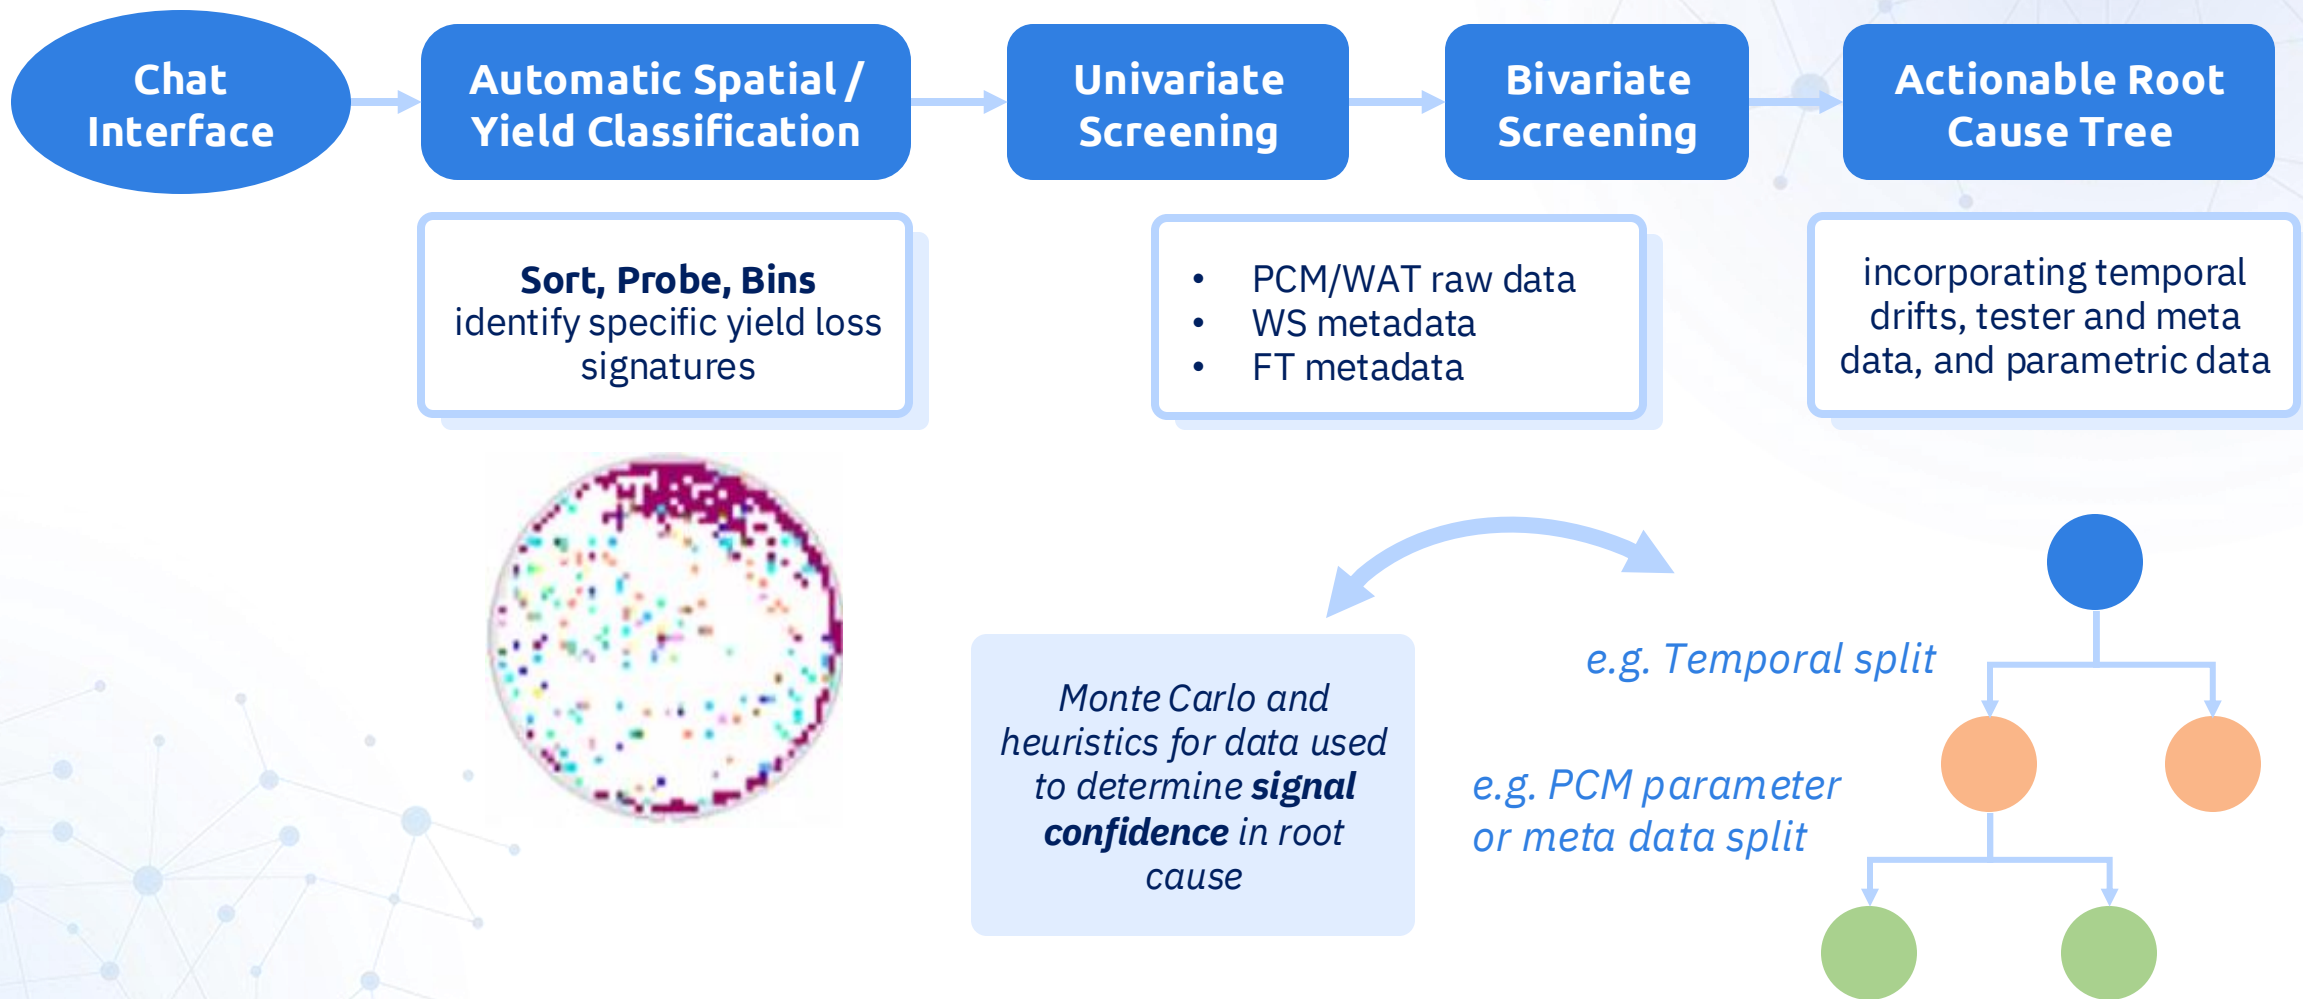 Chat
Interface
Automatic Spatial /
Yield Classification
Univariate
Screening
Bivariate
Screening
Actionable Root
Cause Tree
Sort, Probe, Bins
identify specific yield loss
signatures
• PCM/WAT raw data
• WS metadata
• FT metadata
incorporating temporal
drifts, tester and meta
data, and parametric data
Monte Carlo and
heuristics for data used
to determine signal
confidence in root
cause
e.g. Temporal split
e.g. PCM parameter
or meta data split